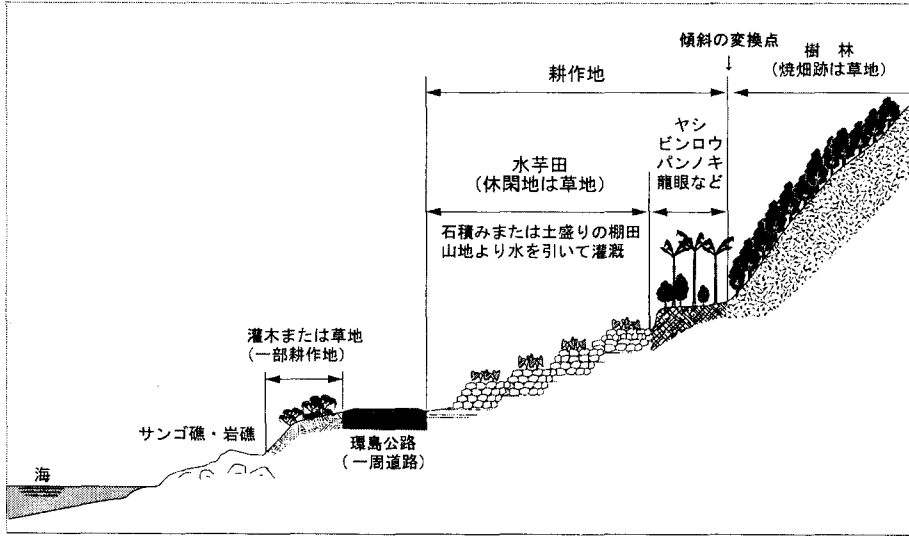 傾斜の変換点
樹 林
(焼畑跡は草地)
耕作地
ヤシ
ビンロウ
パンノキ
龍眼など
水芋田
(休閑地は草地)
石積みまたは土盛りの棚田
山地より水を引いて灌漑
灌木または草地
(一部耕作地)
サンゴ礁・岩礁
環島公路
(一周道路)
海